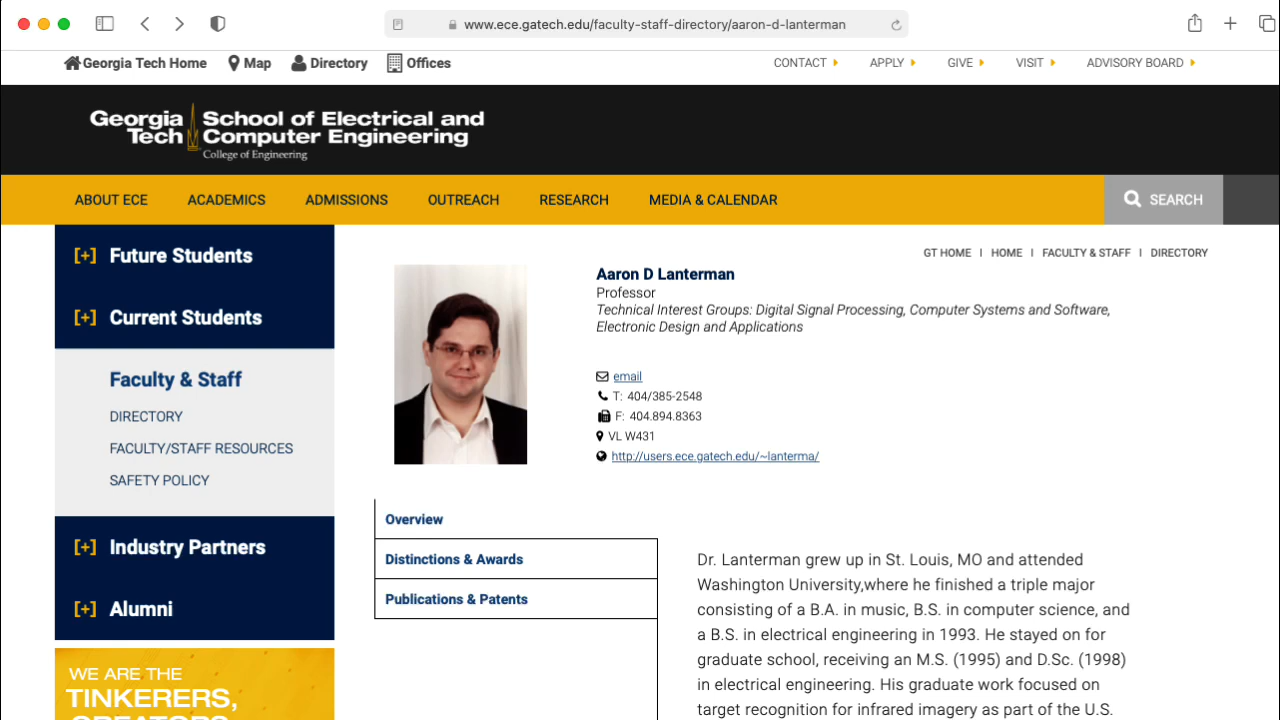 www.ece.gatech.edu/faculty-staff-directory/aaron-d-lanterman
Georgia Tech Home Map Directory Offices
CONTACT APPLY GIVE VISIT ADVISORY BOARD
Georgia Tech
School of Electrical and
Computer Engineering
College of Engineering
ABOUT ECE ACADEMICS ADMISSIONS OUTREACH RESEARCH MEDIA & CALENDAR SEARCH
[+] Future Students
[+] Current Students
Faculty & Staff
DIRECTORY
FACULTY/STAFF RESOURCES
SAFETY POLICY
[+] Industry Partners
[+] Alumni
WE ARE THE
TINKERERS,
CREATORS
GT HOME I HOME I FACULTY & STAFF I DIRECTORY
Aaron D Lanterman
Professor
Technical Interest Groups: Digital Signal Processing, Computer Systems and Software,
Electronic Design and Applications
email
T: 404/385-2548
F: 404.894.8363
VL W431
http://users.ece.gatech.edu/~lanterma/
Overview
Distinctions & Awards
Publications & Patents
Dr. Lanterman grew up in St. Louis, MO and attended
Washington University,where he finished a triple major
consisting of a B.A. in music, B.S. in computer science, and
a B.S. in electrical engineering in 1993. He stayed on for
graduate school, receiving an M.S. (1995) and D.Sc. (1998)
in electrical engineering. His graduate work focused on
target recognition for infrared imagery as part of the U.S.